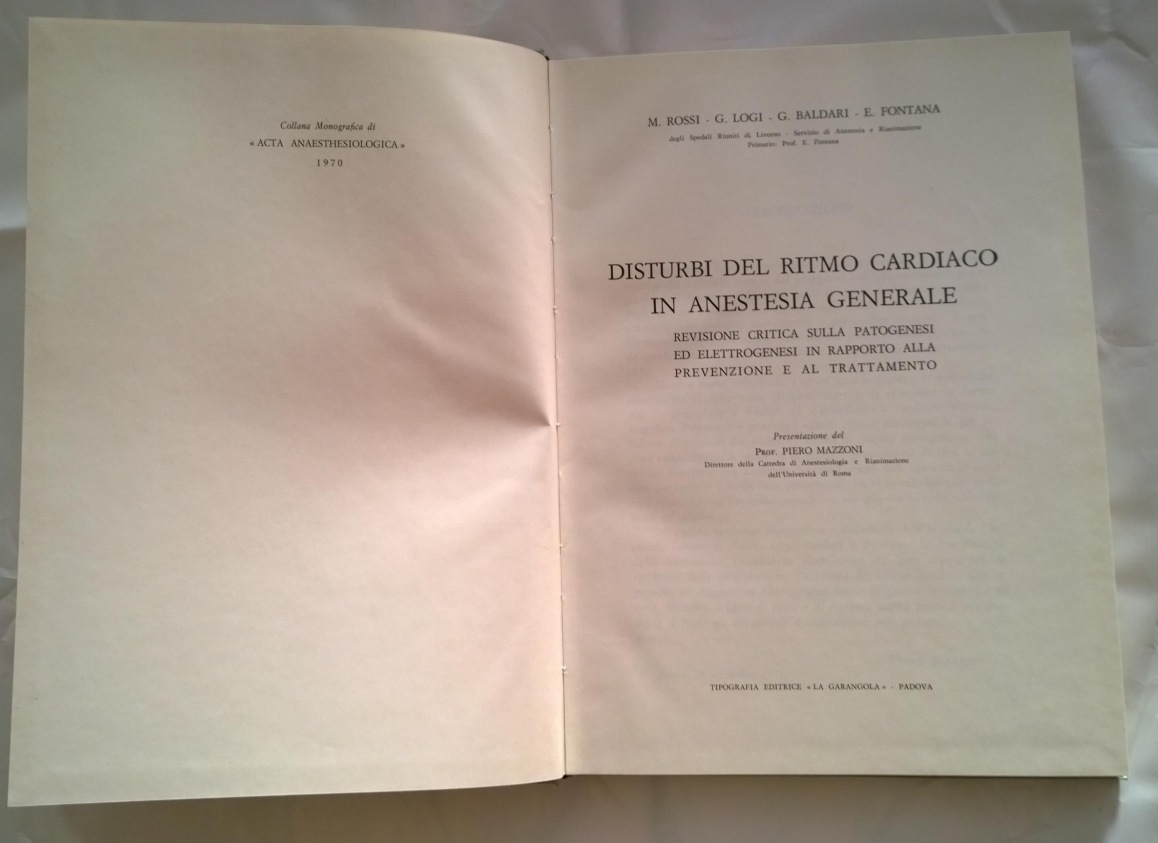 Collana Monografica di
« ACTA ANAESTHESIOLOGICA »
1970
M. ROSSI - G. LOGI - G. BALDARI - E. FONTANA
degli Spedali Riuniti di Livorno - Servizio di Anestesia e Rianimazione
Primario: Prof. E. Fontana
DISTURBI DEL RITMO CARDIACO
IN ANESTESIA GENERALE
REVISIONE CRITICA SULLA PATOGENESI
ED ELETTROGENESI IN RAPPORTO ALLA
PREVENZIONE E AL TRATTAMENTO
Presentazione del
PROF. PIERO MAZZONI
Direttore della Cattedra di Anestesiologia e Rianimazione
dell'Università di Roma
TIPOGRAFIA EDITRICE « LA GARANGOLA » - PADOVA